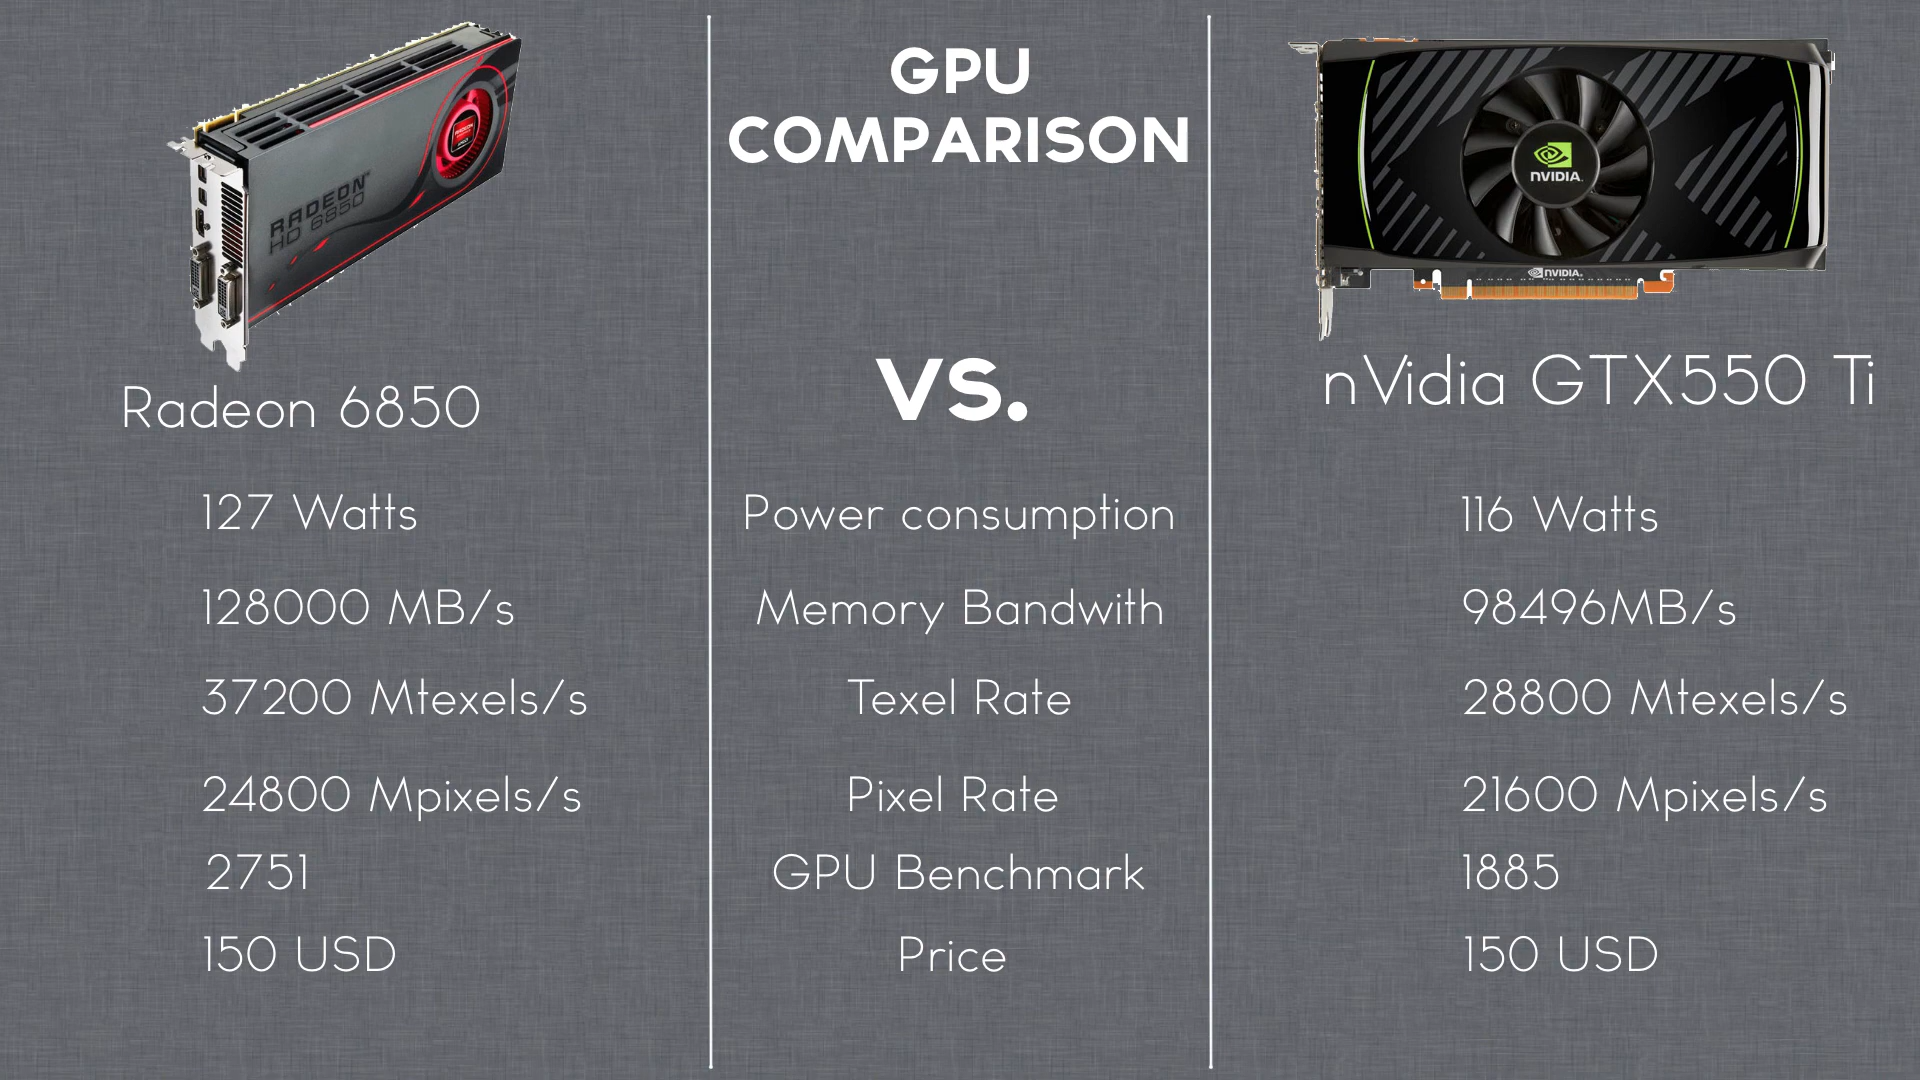 GPU
COMPARISON
RADEON
HD 6850
RADEON
NVIDIA
NVIDIA
Radeon 6850
VS.
nVidia GTX550 Ti
127 Watts
Power consumption
116 Watts
128000 MB/s
Memory Bandwith
98496MB/s
37200 Mtexels/s
Texel Rate
28800 Mtexels/s
24800 Mpixels/s
Pixel Rate
21600 Mpixels/s
2751
GPU Benchmark
1885
150 USD
Price
150 USD